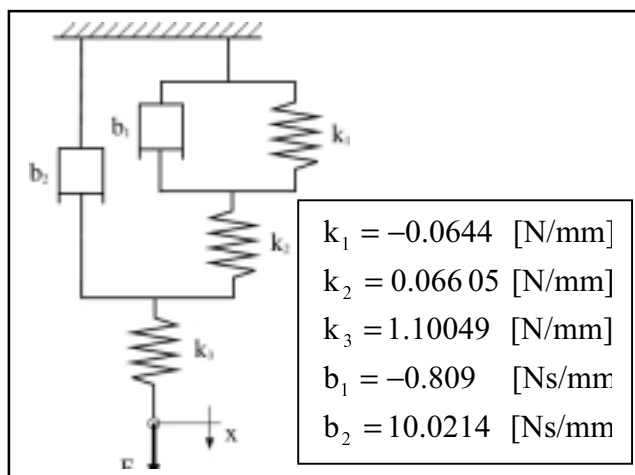 b₁
k₁
b₂
k₂
k₃
x
F
k₁ = −0.0644 [N/mm]
k₂ = 0.066 05 [N/mm]
k₃ = 1.10049 [N/mm]
b₁ = −0.809 [Ns/mm
b₂ = 10.0214 [Ns/mm